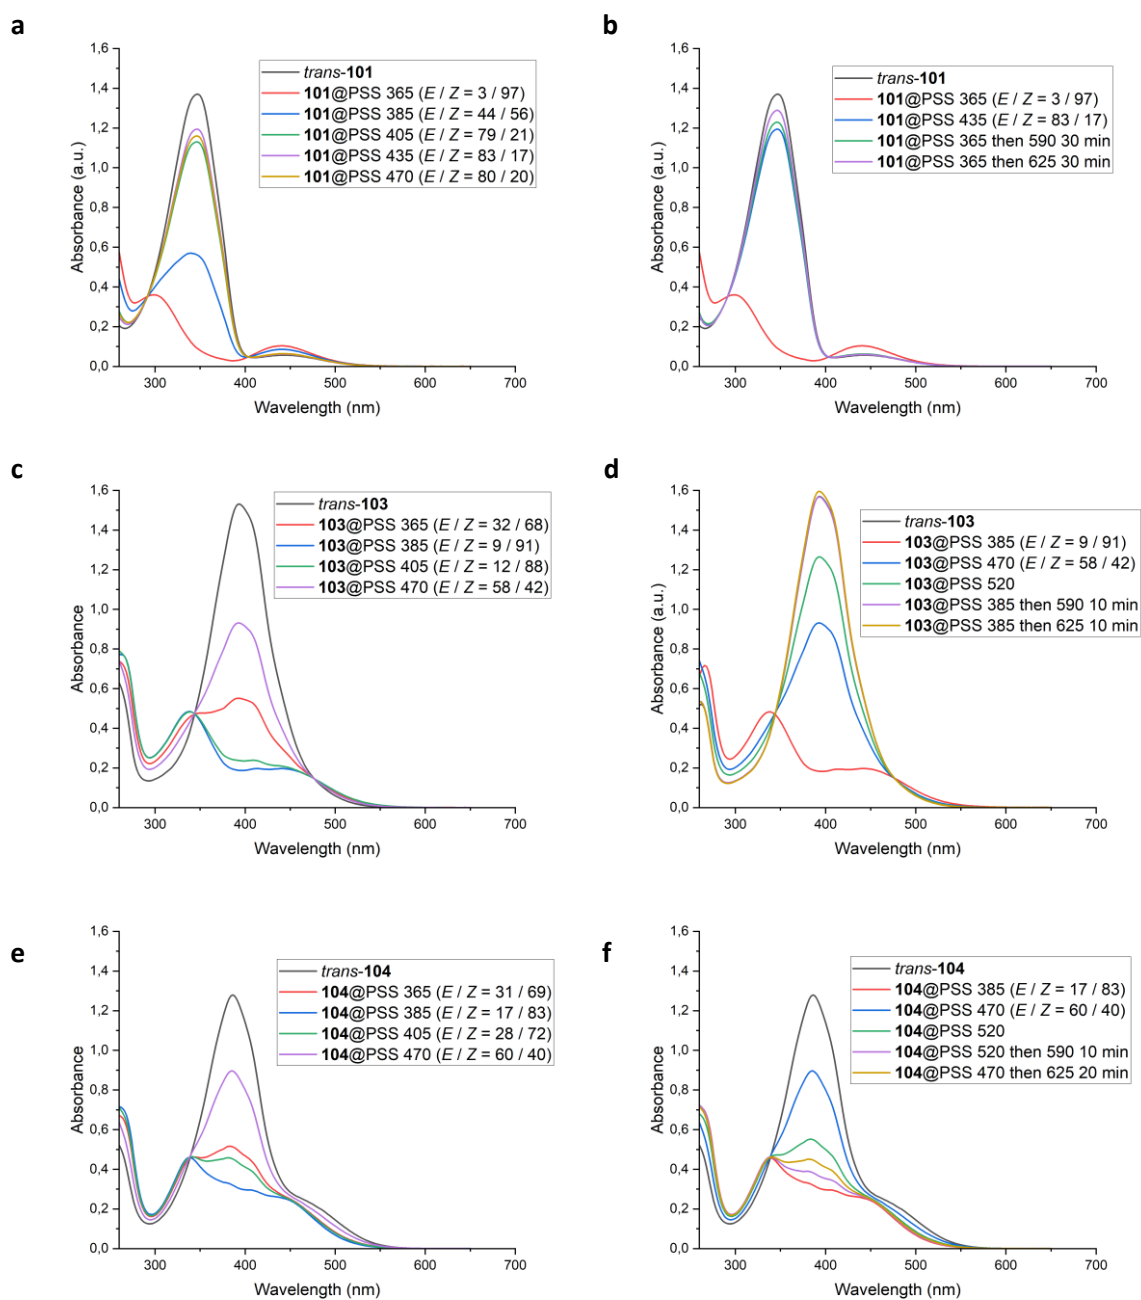 a
1,6
1,4
1,2
1,0
0,8
0,6
0,4
0,2
0,0
300
400
500
600
700
Absorbance (a.u.)
Wavelength (nm)
trans-101
101@PSS 365 (E / Z = 3 / 97)
101@PSS 385 (E / Z = 44 / 56)
101@PSS 405 (E / Z = 79 / 21)
101@PSS 435 (E / Z = 83 / 17)
101@PSS 470 (E / Z = 80 / 20)
b
1,6
1,4
1,2
1,0
0,8
0,6
0,4
0,2
0,0
300
400
500
600
700
Absorbance (a.u.)
Wavelength (nm)
trans-101
101@PSS 365 (E / Z = 3 / 97)
101@PSS 435 (E / Z = 83 / 17)
101@PSS 365 then 590 30 min
101@PSS 365 then 625 30 min
c
1,6
1,4
1,2
1,0
0,8
0,6
0,4
0,2
0,0
300
400
500
600
700
Absorbance
Wavelength (nm)
trans-103
103@PSS 365 (E / Z = 32 / 68)
103@PSS 385 (E / Z = 9 / 91)
103@PSS 405 (E / Z = 12 / 88)
103@PSS 470 (E / Z = 58 / 42)
d
1,6
1,4
1,2
1,0
0,8
0,6
0,4
0,2
0,0
300
400
500
600
700
Absorbance (a.u.)
Wavelength (nm)
trans-103
103@PSS 385 (E / Z = 9 / 91)
103@PSS 470 (E / Z = 58 / 42)
103@PSS 520
103@PSS 385 then 590 10 min
103@PSS 385 then 625 10 min
e
1,6
1,4
1,2
1,0
0,8
0,6
0,4
0,2
0,0
300
400
500
600
700
Absorbance
Wavelength (nm)
trans-104
104@PSS 365 (E / Z = 31 / 69)
104@PSS 385 (E / Z = 17 / 83)
104@PSS 405 (E / Z = 28 / 72)
104@PSS 470 (E / Z = 60 / 40)
f
1,6
1,4
1,2
1,0
0,8
0,6
0,4
0,2
0,0
300
400
500
600
700
Absorbance
Wavelength (nm)
trans-104
104@PSS 385 (E / Z = 17 / 83)
104@PSS 470 (E / Z = 60 / 40)
104@PSS 520
104@PSS 520 then 590 10 min
104@PSS 470 then 625 20 min